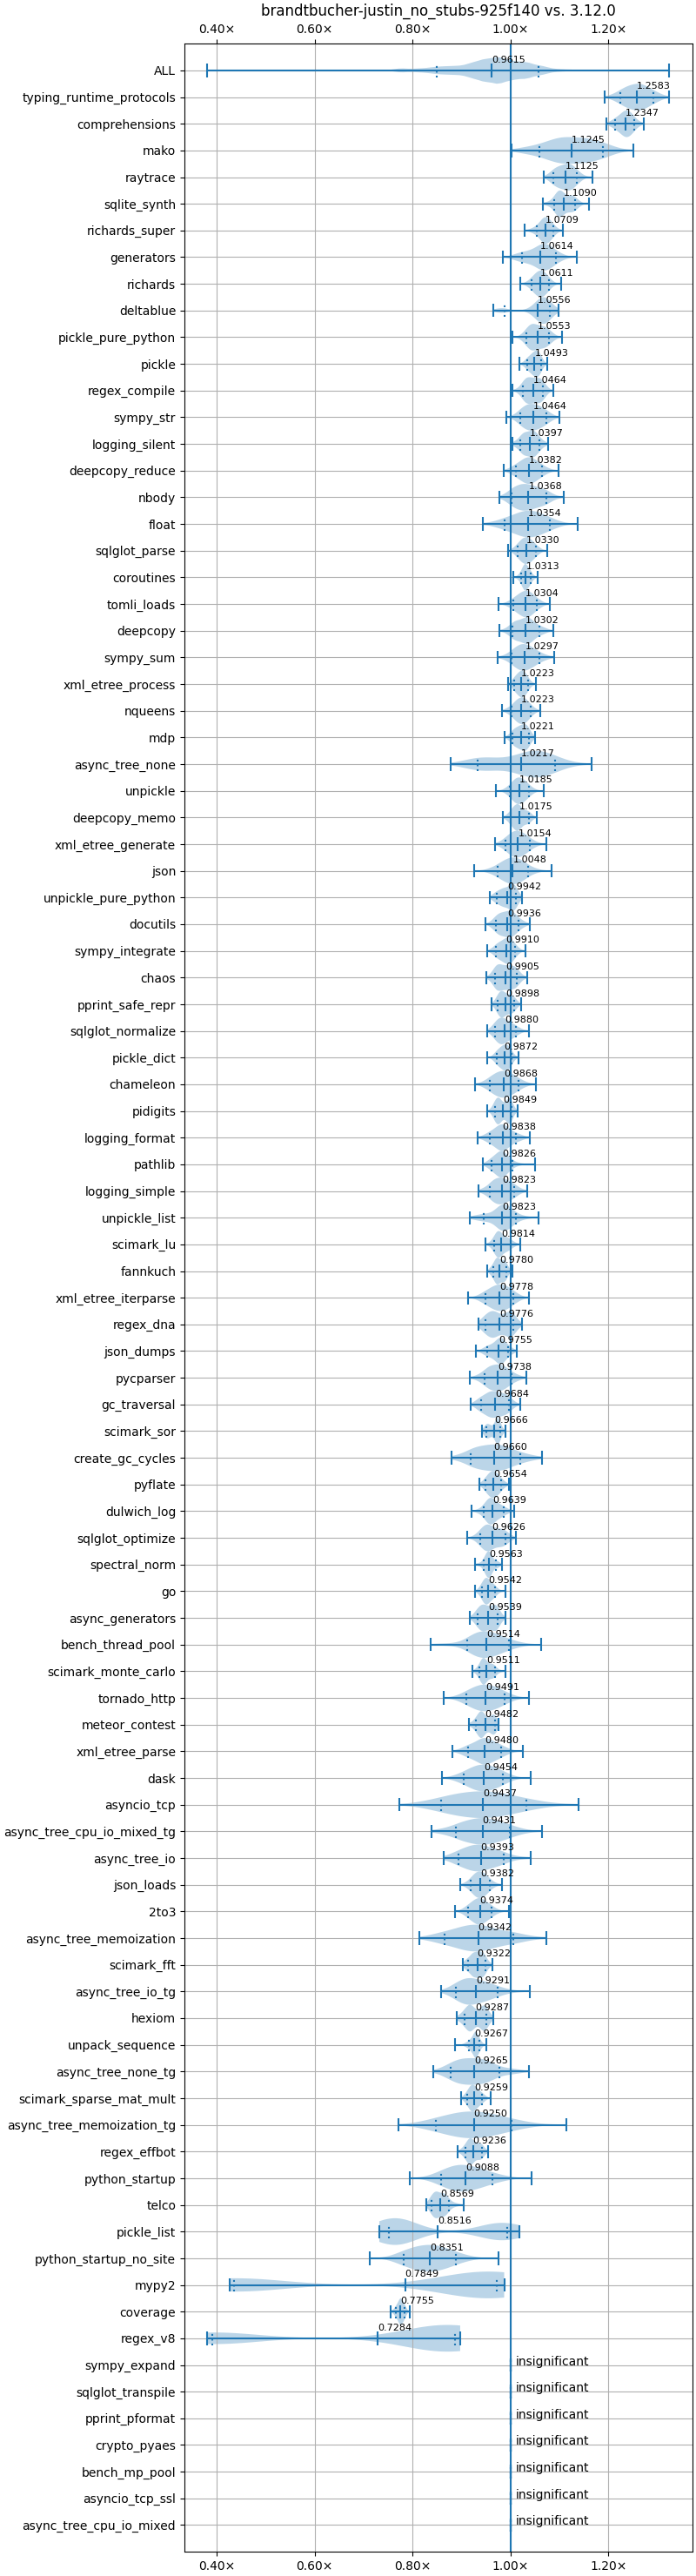 brandtbucher-justin_no_stubs-925f140 vs. 3.12.0
0.40× 0.60× 0.80× 1.00× 1.20×
ALL 0.9615
typing_runtime_protocols 1.2583
comprehensions 1.2347
mako 1.1245
raytrace 1.1125
sqlite_synth 1.1090
richards_super 1.0709
generators 1.0614
richards 1.0611
deltablue 1.0556
pickle_pure_python 1.0553
pickle 1.0493
regex_compile 1.0464
sympy_str 1.0464
logging_silent 1.0397
deepcopy_reduce 1.0382
nbody 1.0368
float 1.0354
sqlglot_parse 1.0330
coroutines 1.0313
tomli_loads 1.0304
deepcopy 1.0302
sympy_sum 1.0297
xml_etree_process 1.0223
nqueens 1.0223
mdp 1.0221
async_tree_none 1.0217
unpickle 1.0185
deepcopy_memo 1.0175
xml_etree_generate 1.0154
json 1.0048
unpickle_pure_python 0.9942
docutils 0.9936
sympy_integrate 0.9910
chaos 0.9905
pprint_safe_repr 0.9898
sqlglot_normalize 0.9880
pickle_dict 0.9872
chameleon 0.9868
pidigits 0.9849
logging_format 0.9838
pathlib 0.9826
logging_simple 0.9823
unpickle_list 0.9823
scimark_lu 0.9814
fannkuch 0.9780
xml_etree_iterparse 0.9778
regex_dna 0.9776
json_dumps 0.9755
pycparser 0.9738
gc_traversal 0.9684
scimark_sor 0.9666
create_gc_cycles 0.9660
pyflate 0.9654
dulwich_log 0.9639
sqlglot_optimize 0.9626
spectral_norm 0.9563
go 0.9542
async_generators 0.9539
bench_thread_pool 0.9514
scimark_monte_carlo 0.9511
tornado_http 0.9491
meteor_contest 0.9482
xml_etree_parse 0.9480
dask 0.9454
asyncio_tcp 0.9437
async_tree_cpu_io_mixed_tg 0.9431
async_tree_io 0.9393
json_loads 0.9382
2to3 0.9374
async_tree_memoization 0.9342
scimark_fft 0.9322
async_tree_io_tg 0.9291
hexiom 0.9287
unpack_sequence 0.9267
async_tree_none_tg 0.9265
scimark_sparse_mat_mult 0.9259
async_tree_memoization_tg 0.9250
regex_effbot 0.9236
python_startup 0.9088
telco 0.8569
pickle_list 0.8516
python_startup_no_site 0.8351
mypy2 0.7849
coverage 0.7755
regex_v8 0.7284
sympy_expand insignificant
sqlglot_transpile insignificant
pprint_pformat insignificant
crypto_pyaes insignificant
bench_mp_pool insignificant
asyncio_tcp_ssl insignificant
async_tree_cpu_io_mixed insignificant
0.40× 0.60× 0.80× 1.00× 1.20×